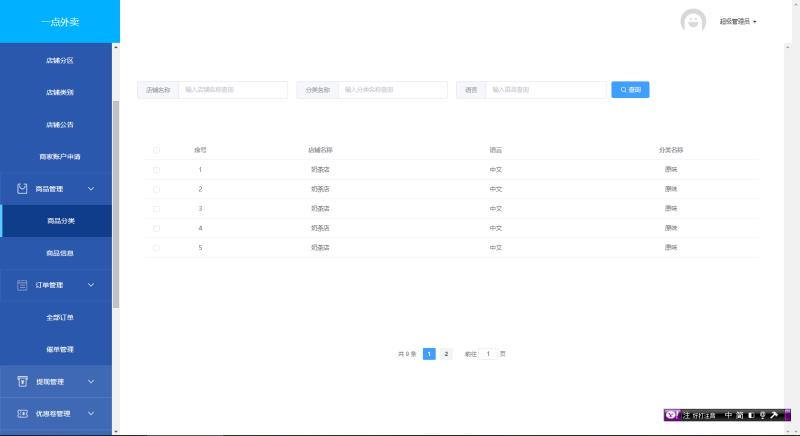 一点外卖
超级管理员
店铺分区
店铺类别
店铺公告
商家账户申请
商品管理
商品分类
商品信息
订单管理
全部订单
催单管理
提现管理
优惠卷管理
店铺名称 输入店铺名称查询 分类名称 输入分类名称查询 语言 输入语言查询 查询
序号 店铺名称 语言 分类名称
1 奶茶店 中文 原味
2 奶茶店 中文 原味
3 奶茶店 中文 原味
4 奶茶店 中文 原味
5 奶茶店 中文 原味
共 9 条 1 2 前往 1 页
Y! 注 好打注音 中 简